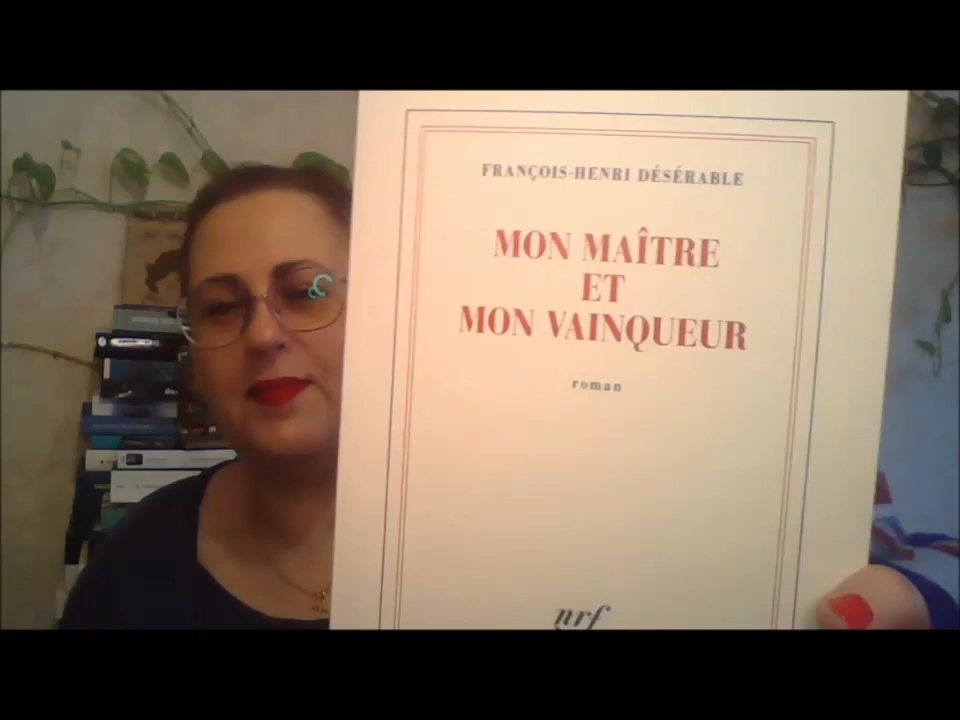 FRANÇOIS-HENRI DÉSÉRABLE
MON MAÎTRE
ET
MON VAINQUEUR
roman
nrf